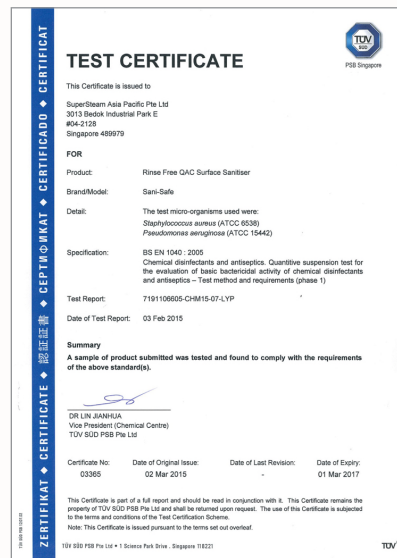 TÜV
SÜD
PSB Singapore
TEST CERTIFICATE
This Certificate is issued to
SuperSteam Asia Pacific Pte Ltd
3013 Bedok Industrial Park E
#04-2128
Singapore 489979
FOR
Product: Rinse Free QAC Surface Sanitiser
Brand/Model: Sani-Safe
Detail: The test micro-organisms used were:
Staphylococcus aureus (ATCC 6538)
Pseudomonas aeruginosa (ATCC 15442)
Specification: BS EN 1040 : 2005
Chemical disinfectants and antiseptics. Quantitive suspension test for
the evaluation of basic bactericidal activity of chemical disinfectants
and antiseptics – Test method and requirements (phase 1)
Test Report: 7191106605-CHM15-07-LYP
Date of Test Report: 03 Feb 2015
Summary
A sample of product submitted was tested and found to comply with the requirements
of the above standard(s).
DR LIN JIANHUA
Vice President (Chemical Centre)
TÜV SÜD PSB Pte Ltd
Certificate No: Date of Original Issue: Date of Last Revision: Date of Expiry:
03365 02 Mar 2015 - 01 Mar 2017
This Certificate is part of a full report and should be read in conjunction with it. This Certificate remains the
property of TÜV SÜD PSB Pte Ltd and shall be returned upon request. The use of this Certificate is subjected
to the terms and conditions of the Test Certification Scheme.
Note: This Certificate is issued pursuant to the terms set out overleaf.
TÜV SÜD PSB Pte Ltd • 1 Science Park Drive . Singapore 118221
TÜV
ZERTIFIKAT ◆ CERTIFICATE ◆ 認証証書 ◆ СЕРТИФИКАТ ◆ CERTIFICADO ◆ CERTIFICAT